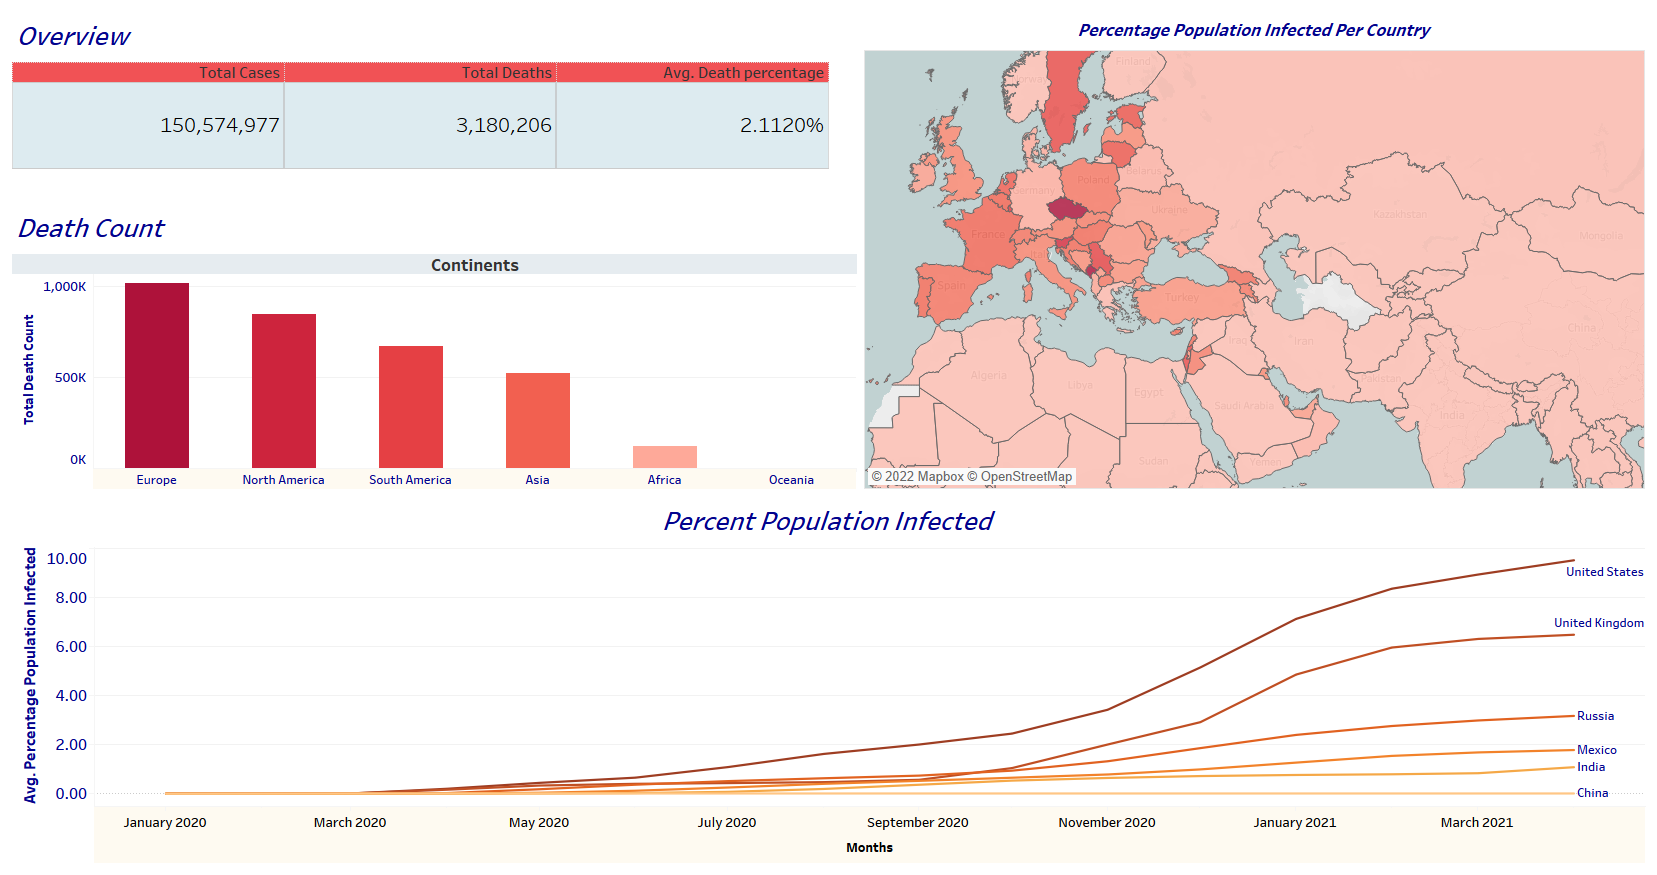 Overview
Total Cases Total Deaths Avg. Death percentage
150,574,977 3,180,206 2.1120%
Death Count
Continents
Total Death Count
1,000K
500K
0K
Europe North America South America Asia Africa Oceania
Percentage Population Infected Per Country
Finland
Belarus
Poland
Ukraine
Kazakhstan
Mongolia
France
Spain
Turkey
China
Iraq
Iran
Algeria
Libya
Egypt
Pakistan
Saudi Arabia
India
Sudan
Yemen
© 2022 Mapbox © OpenStreetMap
Percent Population Infected
Avg. Percentage Population Infected
10.00
8.00
6.00
4.00
2.00
0.00
United States
United Kingdom
Russia
Mexico
India
China
January 2020 March 2020 May 2020 July 2020 September 2020 November 2020 January 2021 March 2021
Months